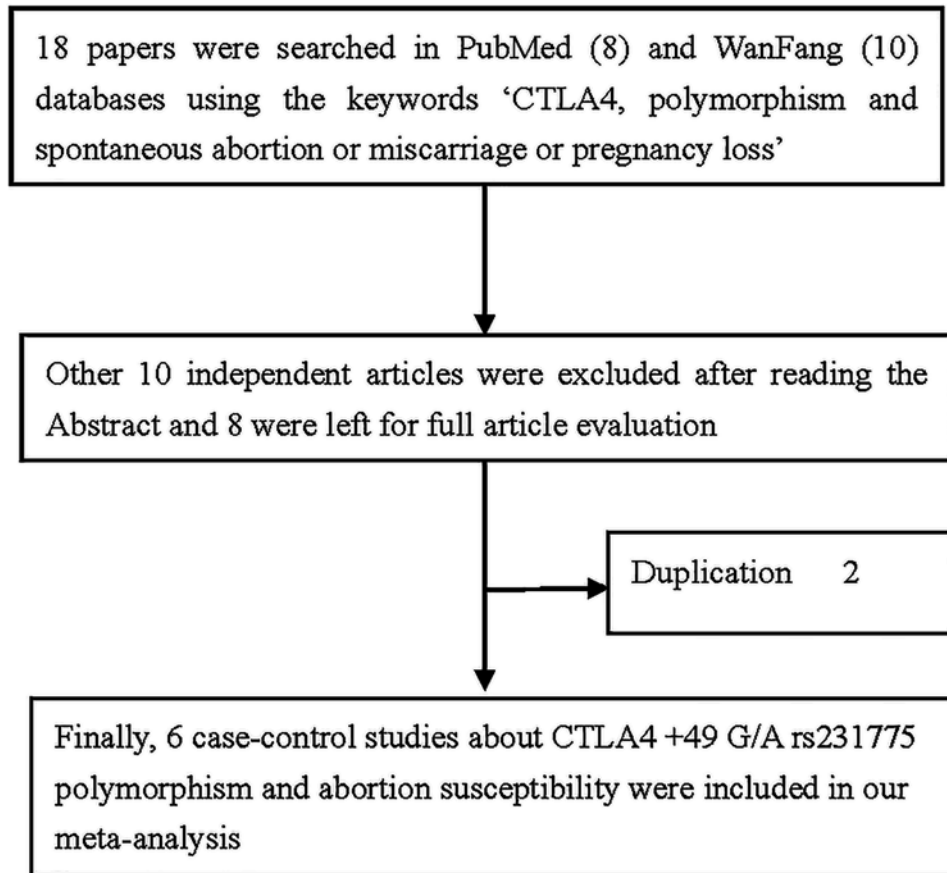 18 papers were searched in PubMed (8) and WanFang (10)
databases using the keywords ‘CTLA4, polymorphism and
spontaneous abortion or miscarriage or pregnancy loss’
Other 10 independent articles were excluded after reading the
Abstract and 8 were left for full article evaluation
Duplication 2
Finally, 6 case-control studies about CTLA4 +49 G/A rs231775
polymorphism and abortion susceptibility were included in our
meta-analysis